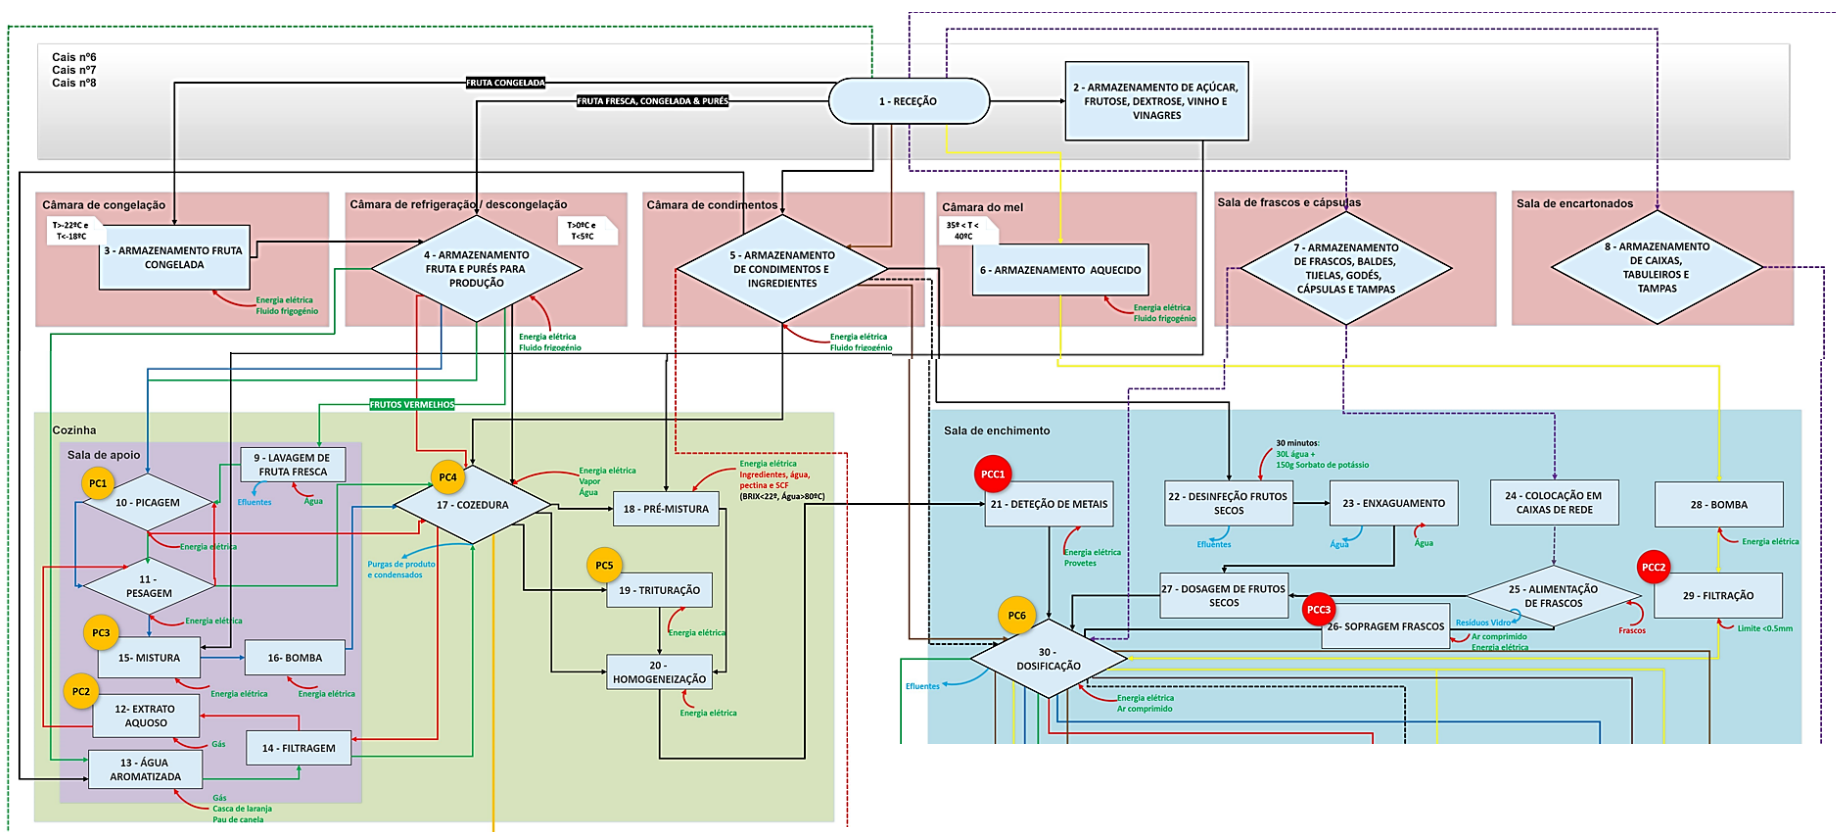 Cais nº6
Cais nº7
Cais nº8
FRUTA CONGELADA
FRUTA FRESCA, CONGELADA & PURÉS
1 - RECEÇÃO
2 - ARMAZENAMENTO DE AÇÚCAR,
FRUTOSE, DEXTROSE, VINHO E
VINAGRES
Câmara de congelação
T>-22ºC e
T<-18ºC
3 - ARMAZENAMENTO FRUTA
CONGELADA
Energia elétrica
Fluido frigogénio
Câmara de refrigeração / descongelação
T>0ºC e
T<5ºC
4 - ARMAZENAMENTO
FRUTA E PURÉS PARA
PRODUÇÃO
Energia elétrica
Fluido frigogénio
Câmara de condimentos
5 - ARMAZENAMENTO
DE CONDIMENTOS E
INGREDIENTES
Energia elétrica
Fluido frigogénio
Câmara do mel
35º < T <
40ºC
6 - ARMAZENAMENTO AQUECIDO
Energia elétrica
Fluido frigogénio
Sala de frascos e cápsulas
7 - ARMAZENAMENTO
DE FRASCOS, BALDES,
TIJELAS, GODÉS,
CÁPSULAS E TAMPAS
Sala de encartonados
8 - ARMAZENAMENTO
DE CAIXAS,
TABULEIROS E
TAMPAS
FRUTOS VERMELHOS
Cozinha
Sala de apoio
PC1
10 - PICAGEM
Energia elétrica
9 - LAVAGEM DE
FRUTA FRESCA
Efluentes
Água
11 -
PESAGEM
Energia elétrica
PC3
15- MISTURA
Energia elétrica
16 - BOMBA
Energia elétrica
PC2
12- EXTRATO
AQUOSO
Gás
14 - FILTRAGEM
13 - ÁGUA
AROMATIZADA
Gás
Casca de laranja
Pau de canela
PC4
17 - COZEDURA
Energia elétrica
Vapor
Água
Purgas de produto
e condensados
Energia elétrica
Ingredientes, água,
pectina e SCF
(BRIX<22º, Água>80ºC)
18 - PRÉ-MISTURA
PC5
19 - TRITURAÇÃO
Energia elétrica
20 -
HOMOGENEIZAÇÃO
Energia elétrica
Sala de enchimento
PCC1
21 - DETEÇÃO DE METAIS
Energia elétrica
Provetes
30 minutos:
30L água +
150g Sorbato de potássio
22 - DESINFEÇÃO FRUTOS
SECOS
Efluentes
23 - ENXAGUAMENTO
Água
Água
24 - COLOCAÇÃO EM
CAIXAS DE REDE
28 - BOMBA
Energia elétrica
27 - DOSAGEM DE FRUTOS
SECOS
25 - ALIMENTAÇÃO
DE FRASCOS
Resíduos Vidro
Frascos
PCC2
29 - FILTRAÇÃO
Limite <0.5mm
PCC3
26- SOPRAGEM FRASCOS
Ar comprimido
Energia elétrica
PC6
30 -
DOSIFICAÇÃO
Efluentes
Energia elétrica
Ar comprimido